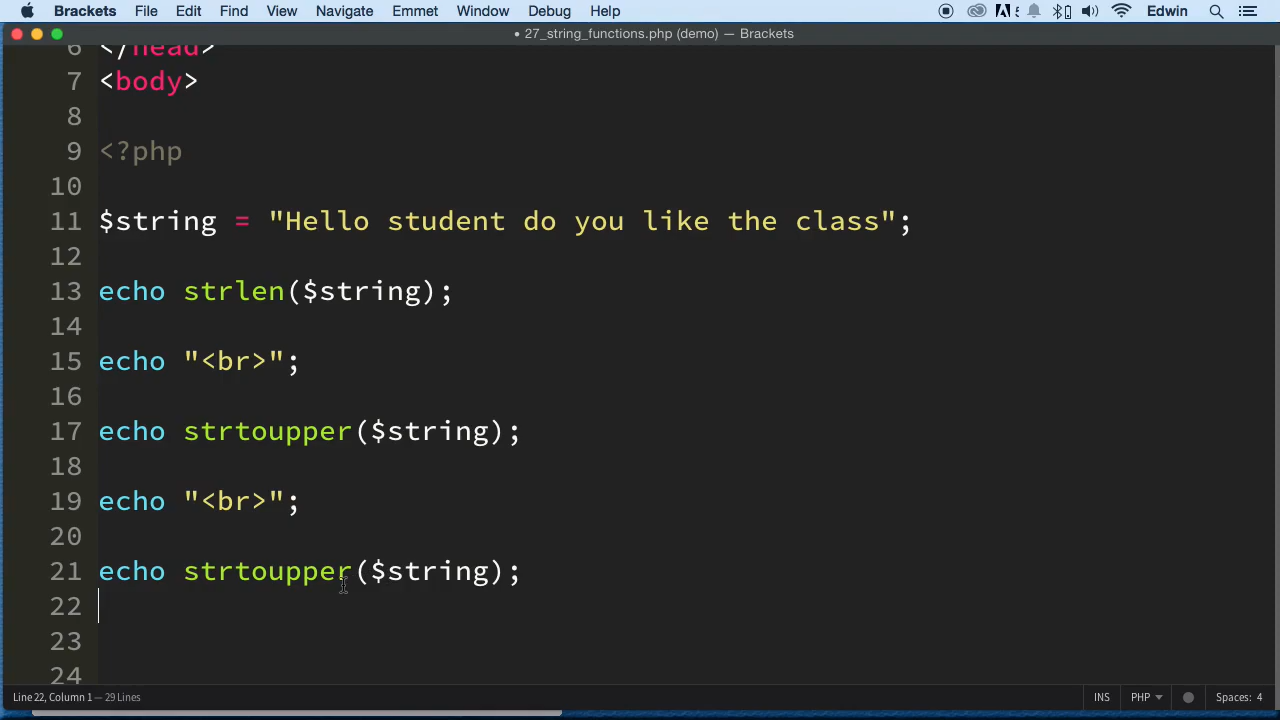 Brackets File Edit Find View Navigate Emmet Window Debug Help Edwin
• 27_string_functions.php (demo) — Brackets
6 </head>
7 <body>
8
9 <?php
10
11 $string = "Hello student do you like the class";
12
13 echo strlen($string);
14
15 echo "<br>";
16
17 echo strtoupper($string);
18
19 echo "<br>";
20
21 echo strtoupper($string);
22
23
24
Line 22, Column 1 — 29 Lines INS PHP Spaces: 4